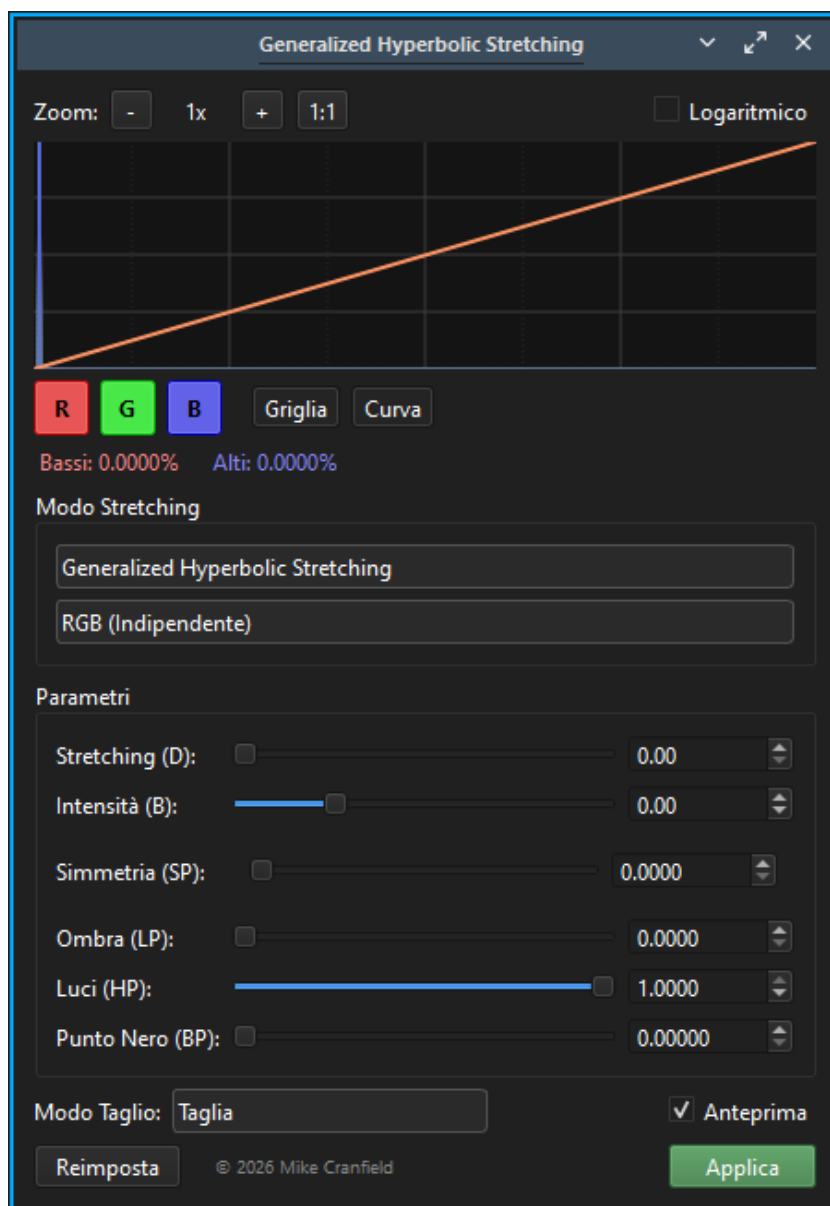 Generalized Hyperbolic Stretching
Zoom: - 1x + 1:1 Logaritmico
R G B Griglia Curva
Bassi: 0.0000% Alti: 0.0000%
Modo Stretching
Generalized Hyperbolic Stretching
RGB (Indipendente)
Parametri
Stretching (D): 0.00
Intensità (B): 0.00
Simmetria (SP): 0.0000
Ombra (LP): 0.0000
Luci (HP): 1.0000
Punto Nero (BP): 0.00000
Modo Taglio: Taglia Anteprima
Reimposta © 2026 Mike Cranfield Applica